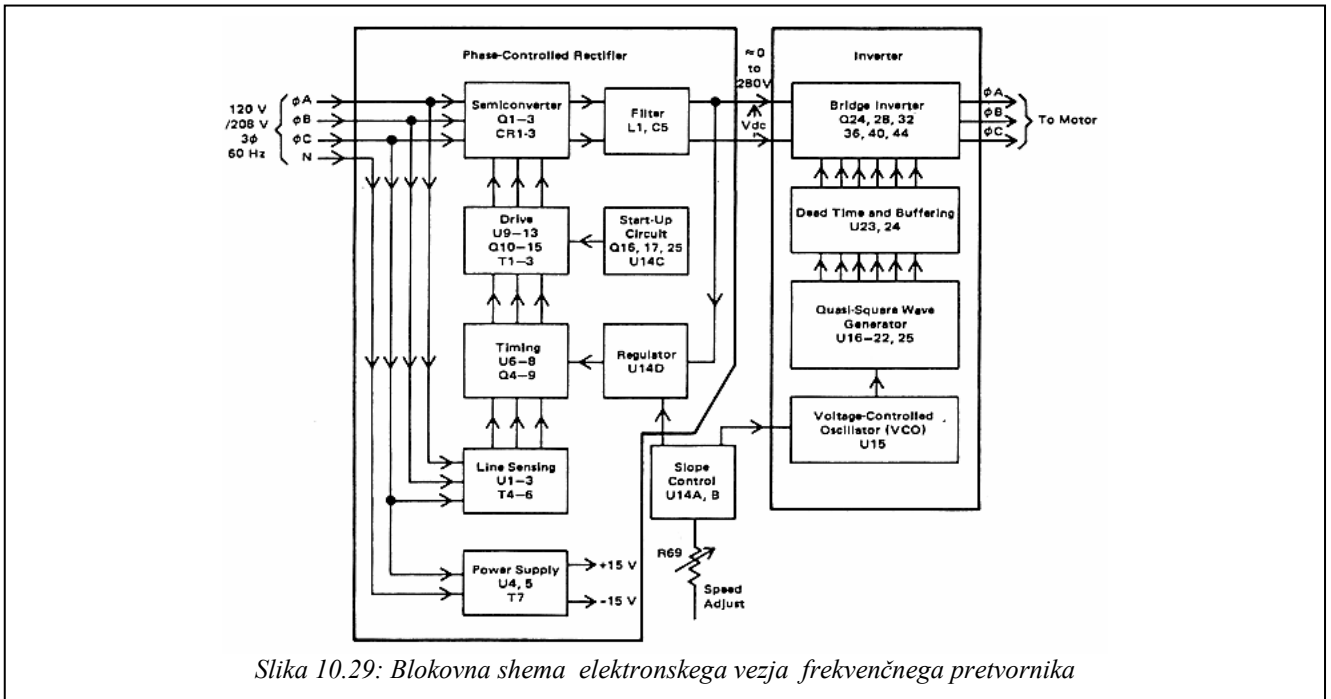 Phase-Controlled Rectifier
≈0
to
280V
Vdc
Inverter
120 V
/208 V
3ϕ
60 Hz
ϕA
ϕB
ϕC
N
Semiconverter
Q1–3
CR1-3
Filter
L1, C5
Bridge Inverter
Q24, 28, 32
36, 40, 44
ϕA
ϕB
ϕC
To Motor
Drive
U9–13
Q10–15
T1–3
Start-Up
Circuit
Q16, 17, 25
U14C
Dead Time and Buffering
U23, 24
Timing
U6–8
Q4–9
Regulator
U14D
Quasi-Square Wave
Generator
U16–22, 25
Voltage-Controlled
Oscillator (VCO)
U15
Line Sensing
U1–3
T4–6
Slope
Control
U14A, B
Power Supply
U4, 5
T7
+15 V
-15 V
R69
Speed
Adjust
Slika 10.29: Blokovna shema elektronskega vezja frekvenčnega pretvornika